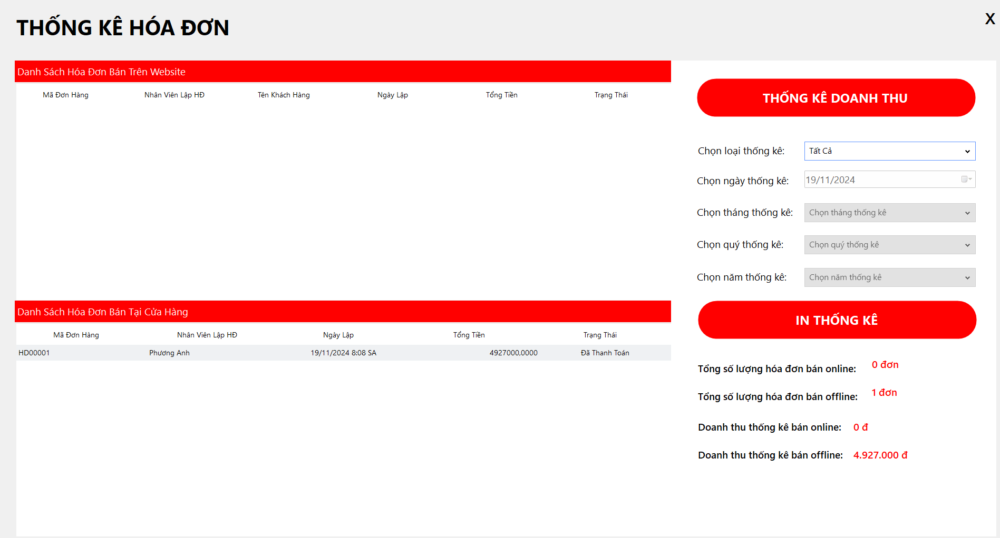 THỐNG KÊ HÓA ĐƠN
X
Danh Sách Hóa Đơn Bán Trên Website
Mã Đơn Hàng Nhân Viên Lập HĐ Tên Khách Hàng Ngày Lập Tổng Tiền Trạng Thái
Danh Sách Hóa Đơn Bán Tại Cửa Hàng
Mã Đơn Hàng Nhân Viên Lập HĐ Ngày Lập Tổng Tiền Trạng Thái
HD00001 Phương Anh 19/11/2024 8:08 SA 4927000,0000 Đã Thanh Toán
THỐNG KÊ DOANH THU
Chọn loại thống kê: Tất Cả
Chọn ngày thống kê: 19/11/2024
Chọn tháng thống kê: Chọn tháng thống kê
Chọn quý thống kê: Chọn quý thống kê
Chọn năm thống kê: Chọn năm thống kê
IN THỐNG KÊ
Tổng số lượng hóa đơn bán online: 0 đơn
Tổng số lượng hóa đơn bán offline: 1 đơn
Doanh thu thống kê bán online: 0 đ
Doanh thu thống kê bán offline: 4.927.000 đ